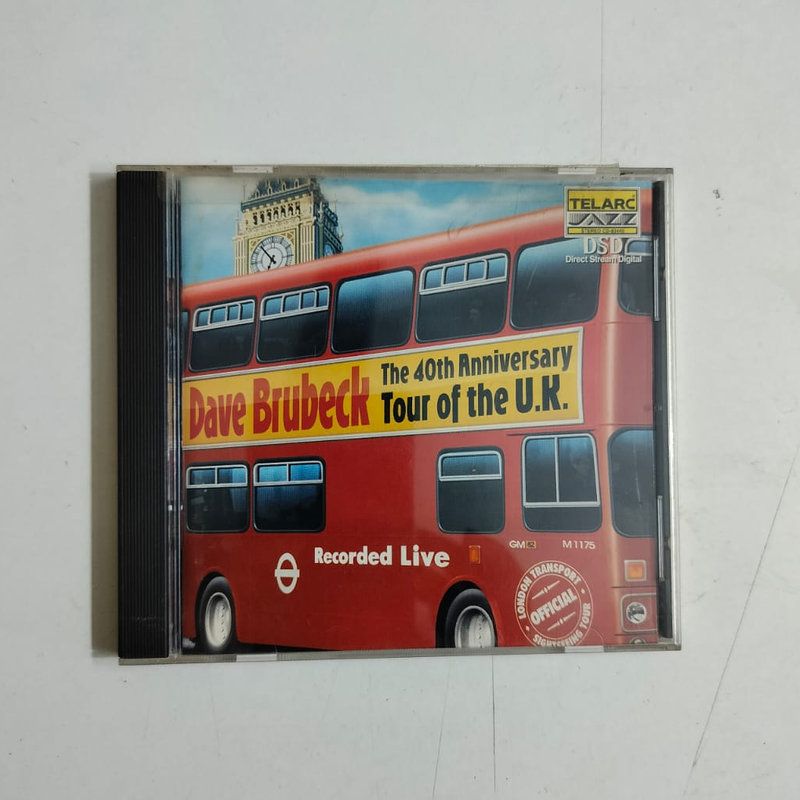 TELARC
JAZZ
DSD
Direct Stream Digital
Dave Brubeck
The 40th Anniversary
Tour of the U.K.
Recorded Live
GM
M1175
LONDON TRANSPORT
OFFICIAL
SIGHTSEEING TOUR